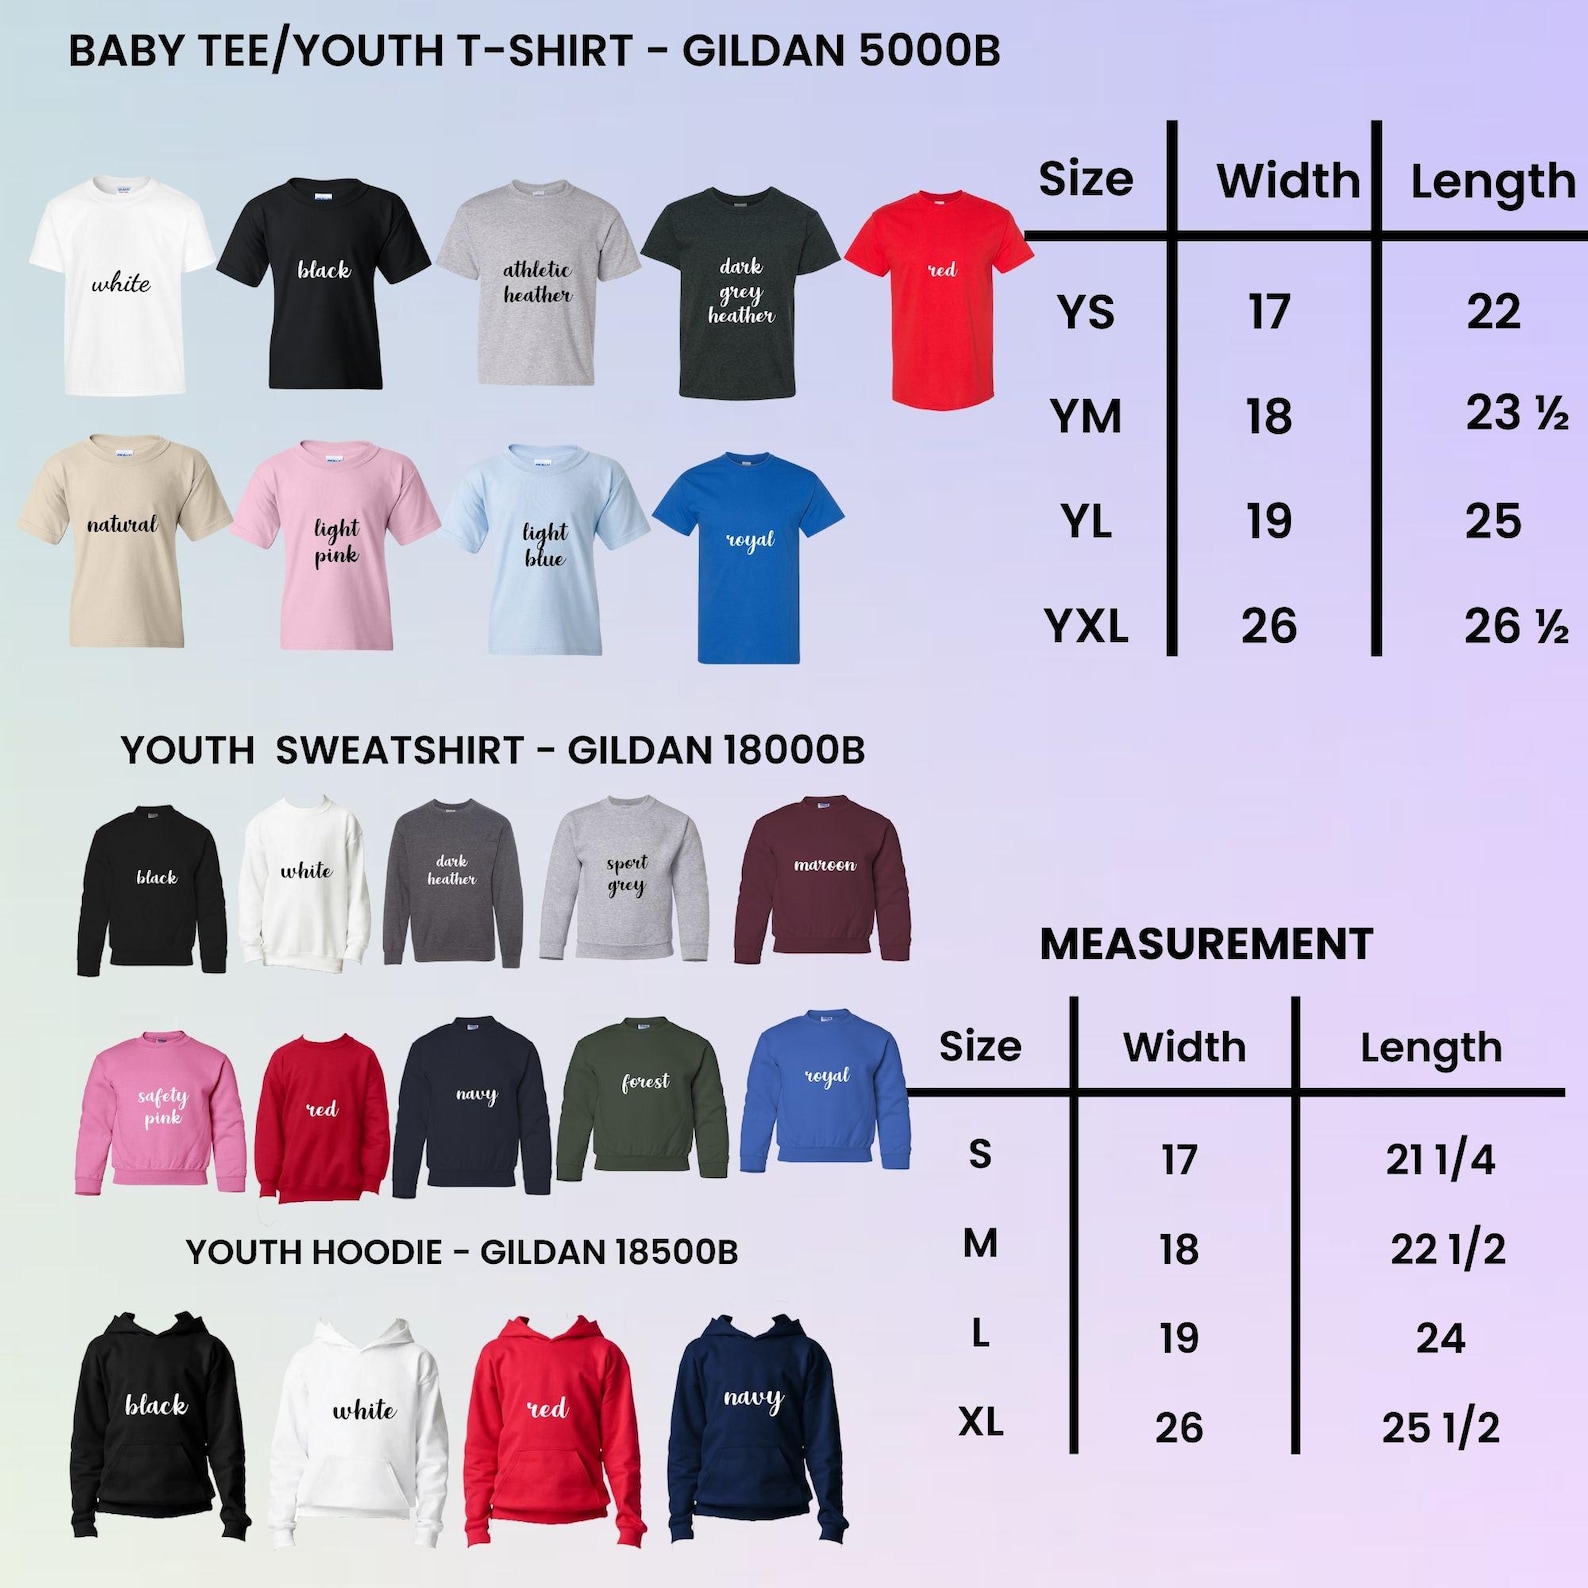 BABY TEE/YOUTH T-SHIRT - GILDAN 5000B
white
black
athletic
heather
dark
grey
heather
red
natural
light
pink
light
blue
royal
Size Width Length
YS 17 22
YM 18 23 ½
YL 19 25
YXL 26 26 ½
YOUTH SWEATSHIRT - GILDAN 18000B
black
white
dark
heather
sport
grey
maroon
safety
pink
red
navy
forest
royal
MEASUREMENT
Size Width Length
S 17 21 1/4
M 18 22 1/2
L 19 24
XL 26 25 1/2
YOUTH HOODIE - GILDAN 18500B
black
white
red
navy